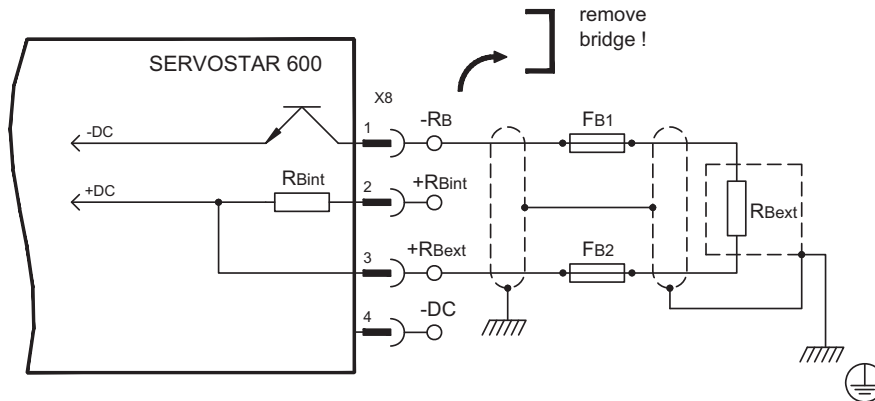 remove
bridge !
SERVOSTAR 600
X8
-DC
1
-RB
FB1
+DC
RBint
2
+RBint
RBext
3
+RBext
FB2
4
-DC